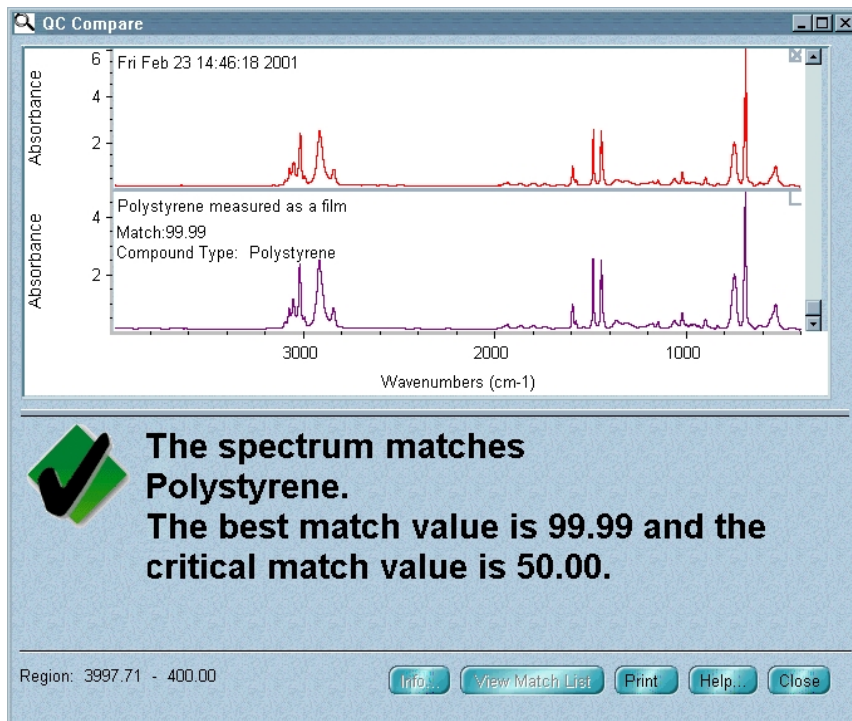 QC Compare
6 Fri Feb 23 14:46:18 2001
4
2
Absorbance
Polystyrene measured as a film
4
Match:99.99
Compound Type: Polystyrene
2
Absorbance
3000 2000 1000
Wavenumbers (cm-1)
The spectrum matches
Polystyrene.
The best match value is 99.99 and the
critical match value is 50.00.
Region: 3997.71 - 400.00 Info... View Match List Print Help... Close